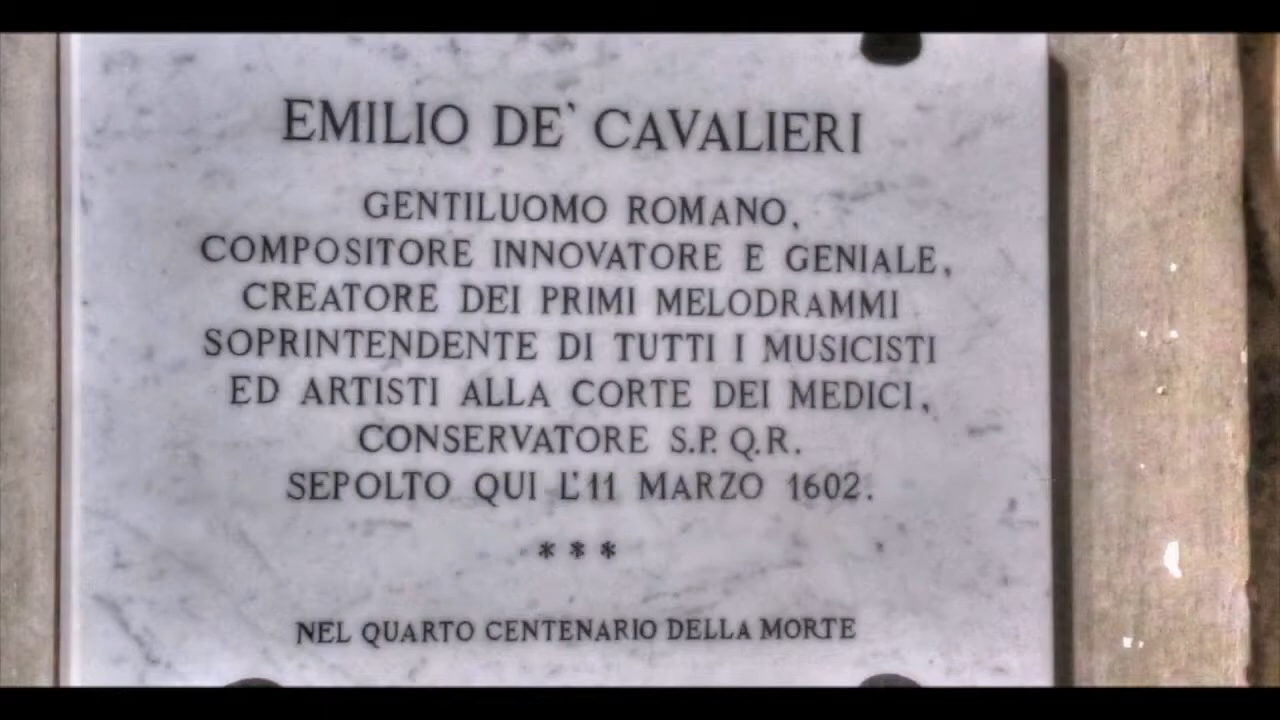 EMILIO DE' CAVALIERI
GENTILUOMO ROMANO,
COMPOSITORE INNOVATORE E GENIALE,
CREATORE DEI PRIMI MELODRAMMI
SOPRINTENDENTE DI TUTTI I MUSICISTI
ED ARTISTI ALLA CORTE DEI MEDICI,
CONSERVATORE S.P.Q.R.
SEPOLTO QUI L'11 MARZO 1602.
* * *
NEL QUARTO CENTENARIO DELLA MORTE